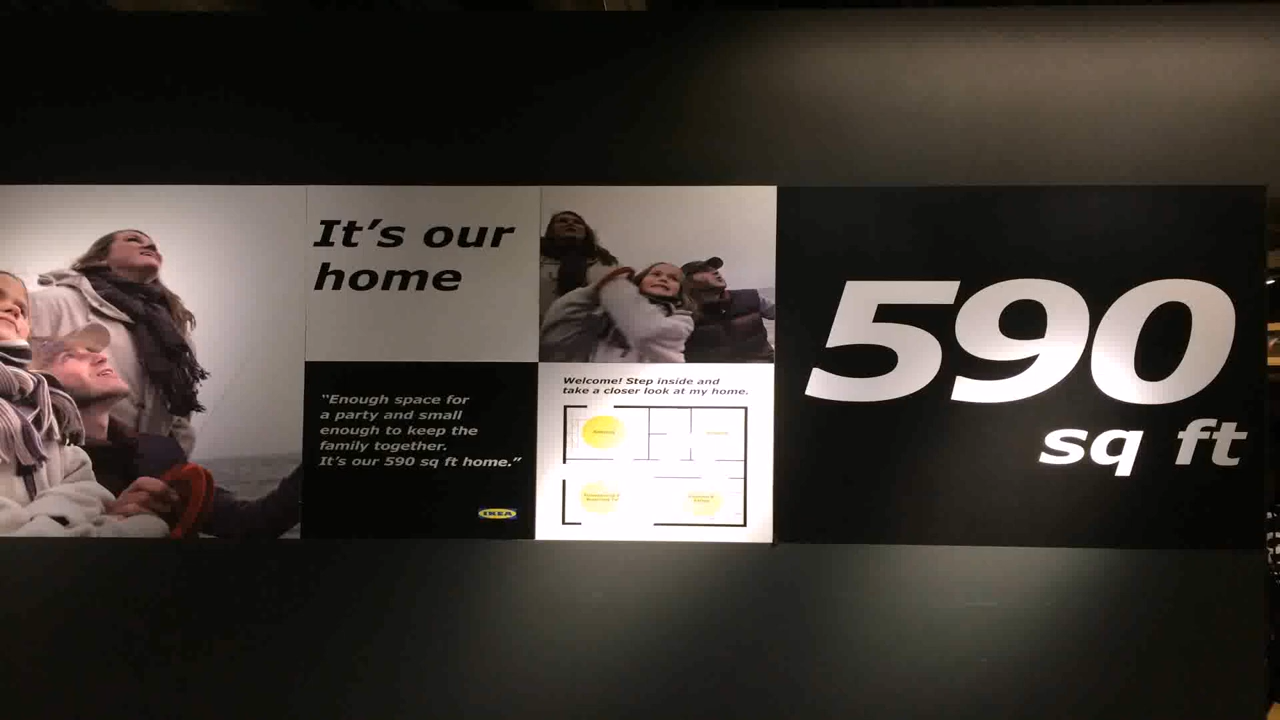 It's our
home
"Enough space for
a party and small
enough to keep the
family together.
It's our 590 sq ft home."
IKEA
Welcome! Step inside and
take a closer look at my home.
590
sq ft